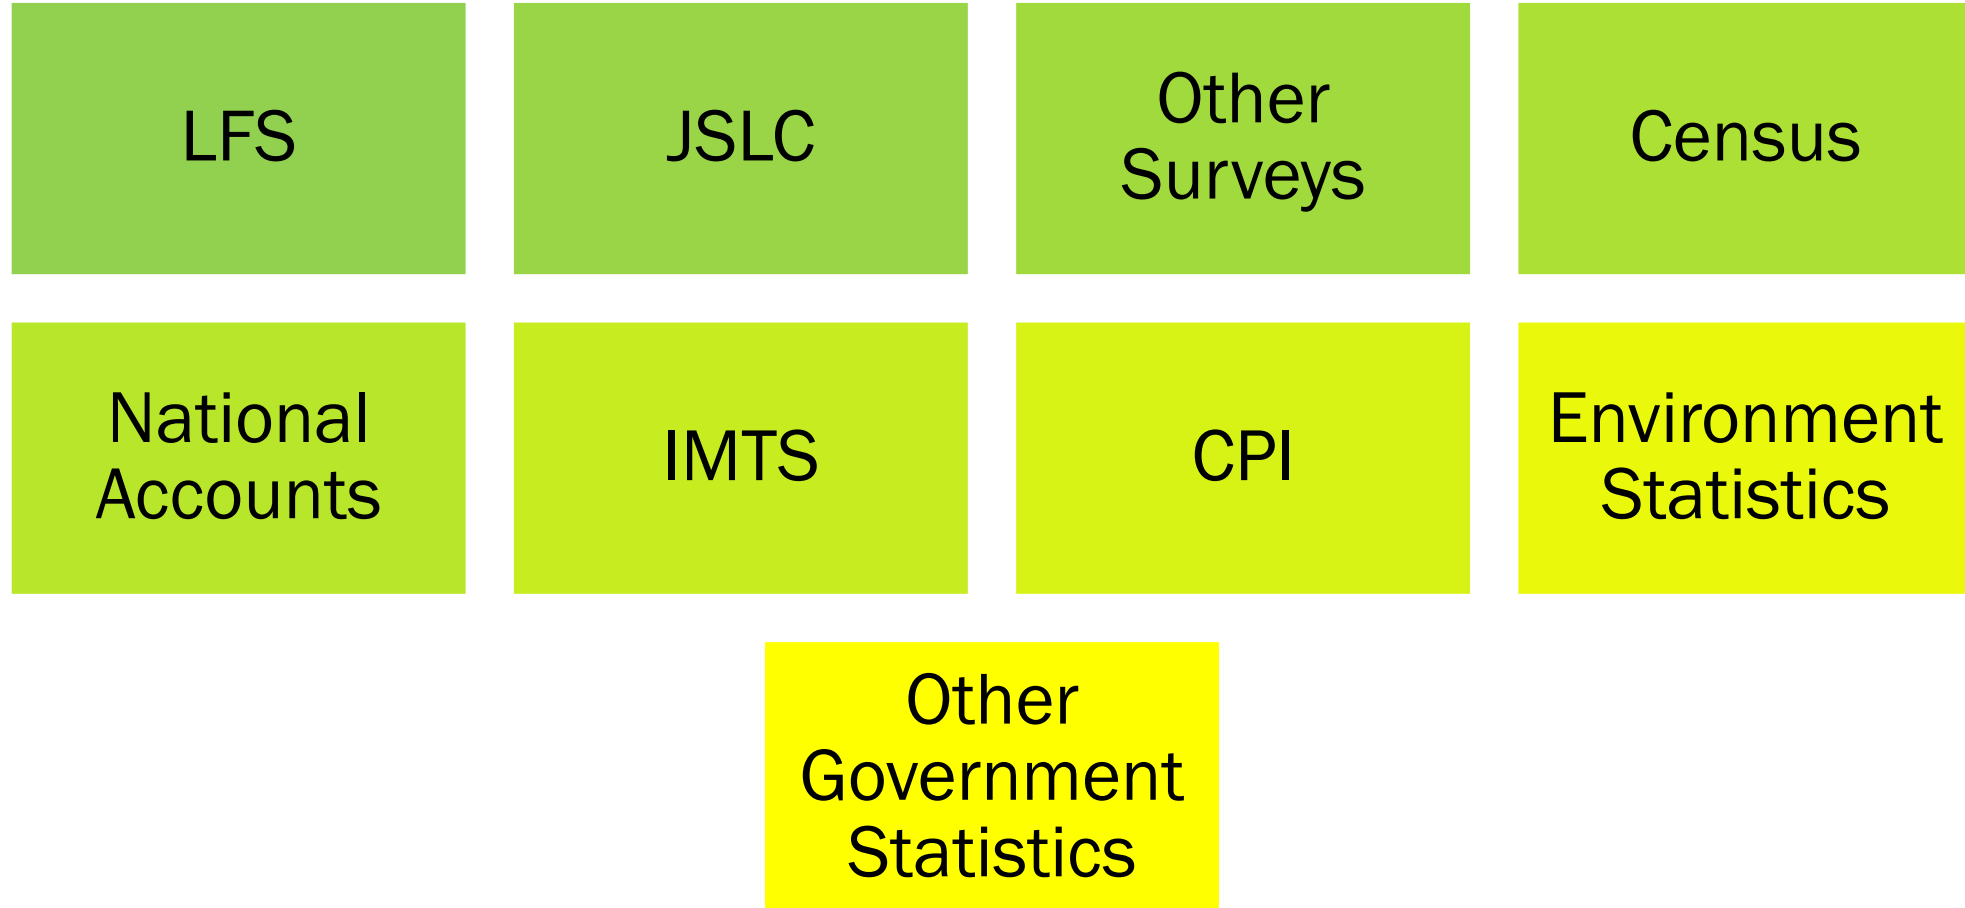 LFS
JSLC
Other
Surveys
Census
National
Accounts
IMTS
CPI
Environment
Statistics
Other
Government
Statistics